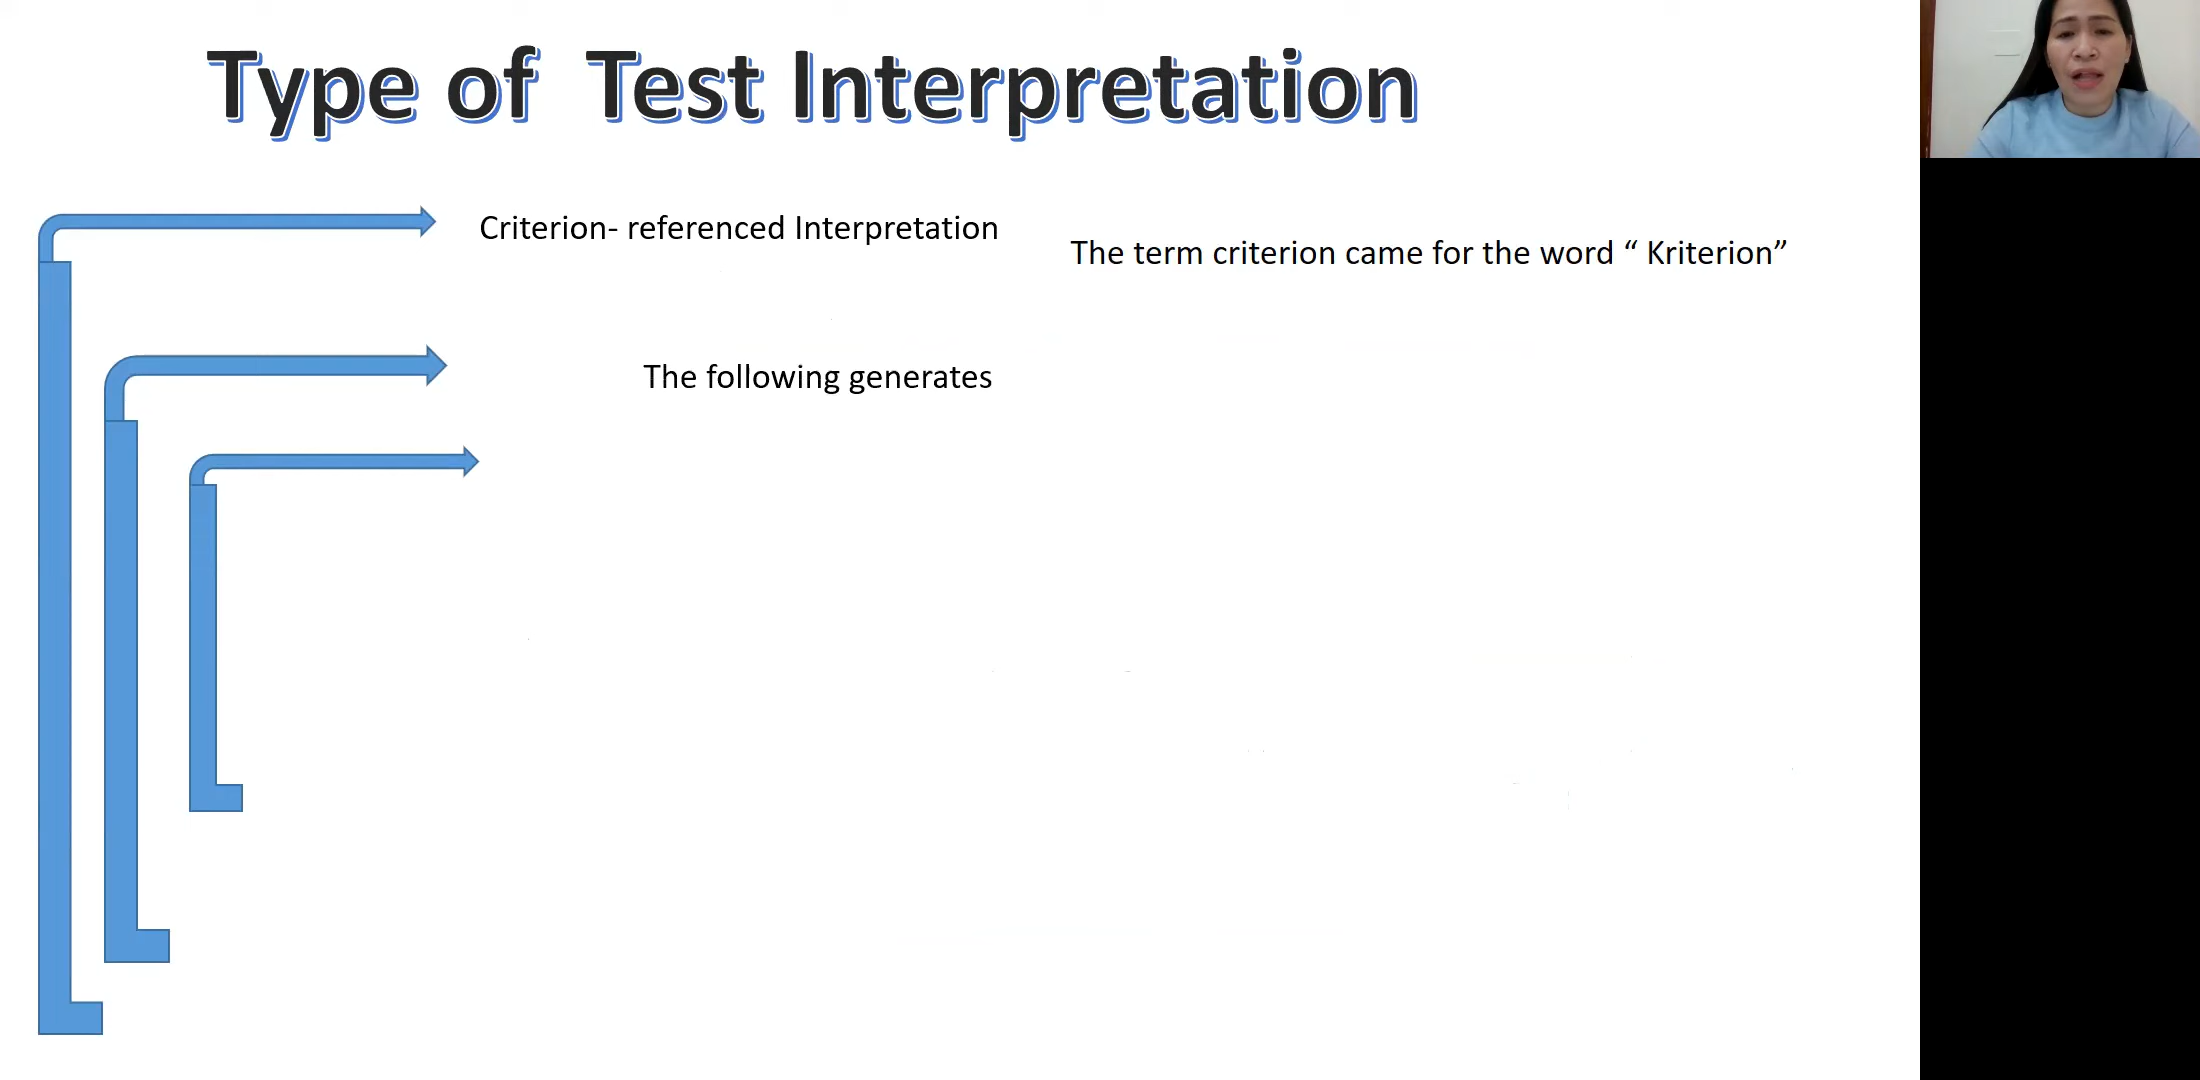 Type of Test Interpretation
Criterion- referenced Interpretation
The term criterion came for the word “ Kriterion”
The following generates